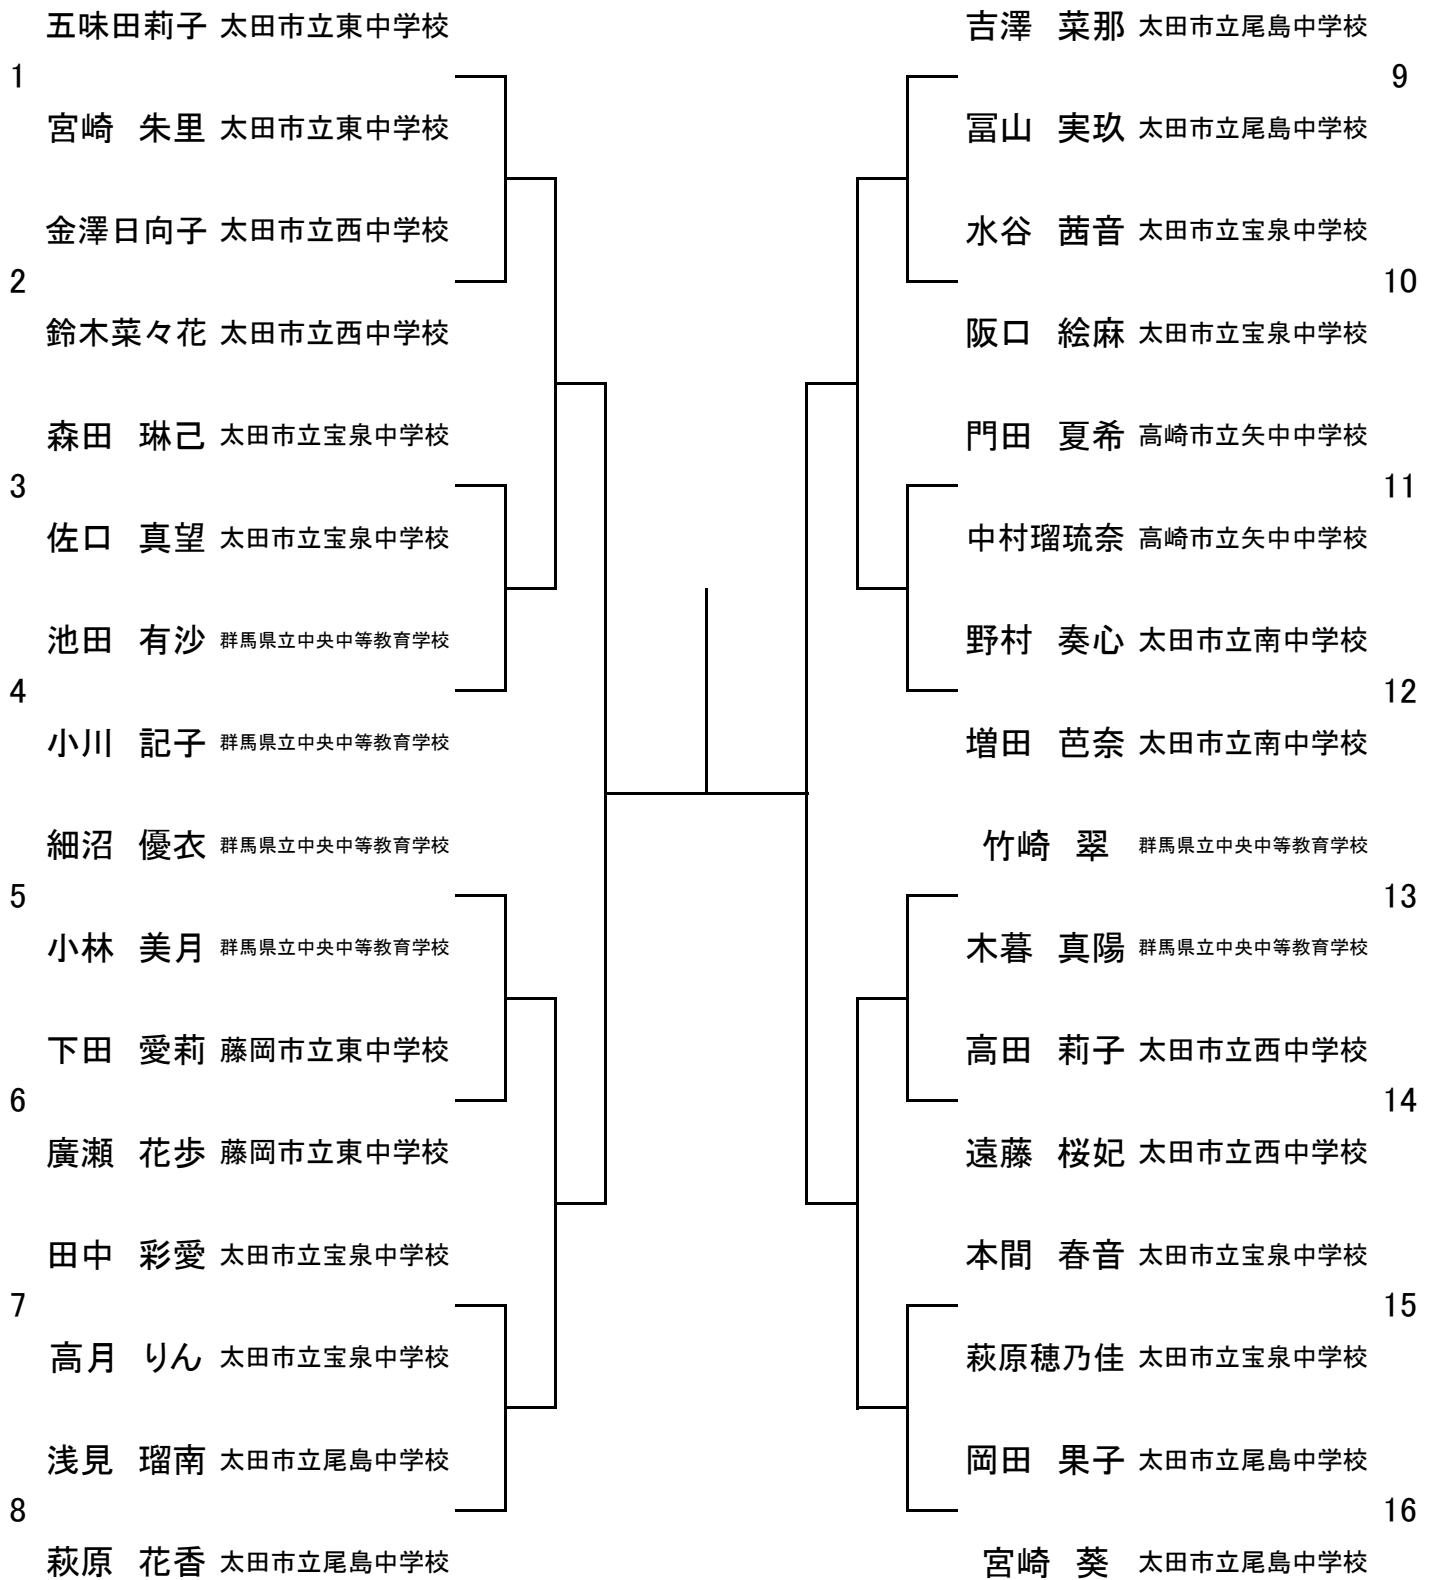 五味田莉子 太田市立東中学校
1
宮崎 朱里 太田市立東中学校
金澤日向子 太田市立西中学校
2
鈴木菜々花 太田市立西中学校
森田 琳己 太田市立宝泉中学校
3
佐口 真望 太田市立宝泉中学校
池田 有沙 群馬県立中央中等教育学校
4
小川 記子 群馬県立中央中等教育学校
細沼 優衣 群馬県立中央中等教育学校
5
小林 美月 群馬県立中央中等教育学校
下田 愛莉 藤岡市立東中学校
6
廣瀬 花歩 藤岡市立東中学校
田中 彩愛 太田市立宝泉中学校
7
高月 りん 太田市立宝泉中学校
浅見 瑠南 太田市立尾島中学校
8
萩原 花香 太田市立尾島中学校
吉澤 菜那 太田市立尾島中学校
9
冨山 実玖 太田市立尾島中学校
水谷 茜音 太田市立宝泉中学校
10
阪口 絵麻 太田市立宝泉中学校
門田 夏希 高崎市立矢中中学校
11
中村瑠琉奈 高崎市立矢中中学校
野村 奏心 太田市立南中学校
12
増田 芭奈 太田市立南中学校
竹崎 翠 群馬県立中央中等教育学校
13
木暮 真陽 群馬県立中央中等教育学校
高田 莉子 太田市立西中学校
14
遠藤 桜妃 太田市立西中学校
本間 春音 太田市立宝泉中学校
15
萩原穂乃佳 太田市立宝泉中学校
岡田 果子 太田市立尾島中学校
16
宮崎 葵 太田市立尾島中学校